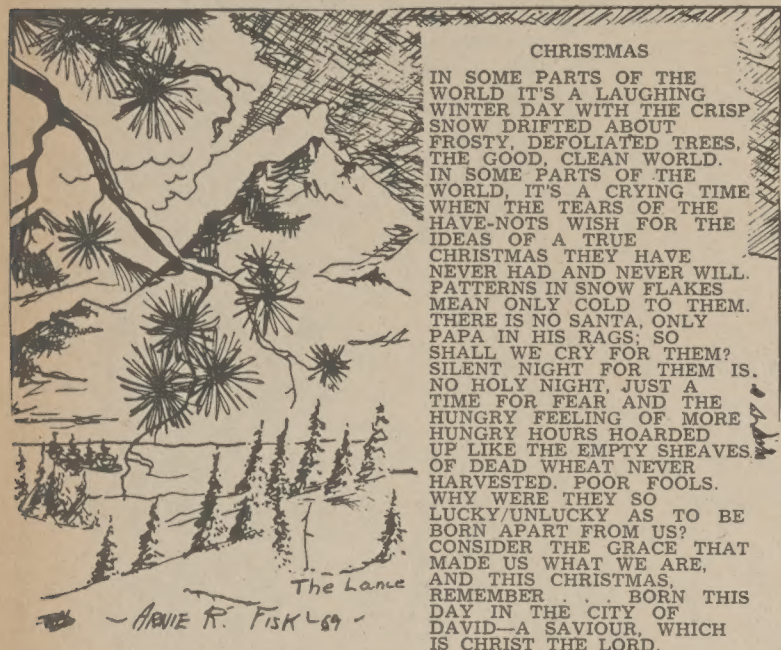 CHRISTMAS
IN SOME PARTS OF THE
WORLD IT'S A LAUGHING
WINTER DAY WITH THE CRISP
SNOW DRIFTED ABOUT
FROSTY, DEFOLIATED TREES,
THE GOOD, CLEAN WORLD.
IN SOME PARTS OF THE
WORLD, IT'S A CRYING TIME
WHEN THE TEARS OF THE
HAVE-NOTS WISH FOR THE
IDEAS OF A TRUE
CHRISTMAS THEY HAVE
NEVER HAD AND NEVER WILL.
PATTERNS IN SNOW FLAKES
MEAN ONLY COLD TO THEM.
THERE IS NO SANTA, ONLY
PAPA IN HIS RAGS; SO
SHALL WE CRY FOR THEM?
SILENT NIGHT FOR THEM IS
NO HOLY NIGHT, JUST A
TIME FOR FEAR AND THE
HUNGRY FEELING OF MORE
HUNGRY HOURS HOARDED
UP LIKE THE EMPTY SHEAVES
OF DEAD WHEAT NEVER
HARVESTED. POOR FOOLS.
WHY WERE THEY SO
LUCKY/UNLUCKY AS TO BE
BORN APART FROM US?
CONSIDER THE GRACE THAT
MADE US WHAT WE ARE,
AND THIS CHRISTMAS,
REMEMBER . . . BORN THIS
DAY IN THE CITY OF
DAVID—A SAVIOUR, WHICH
IS CHRIST THE LORD.
The Lance
- ARNIE R. FISK - 69 -